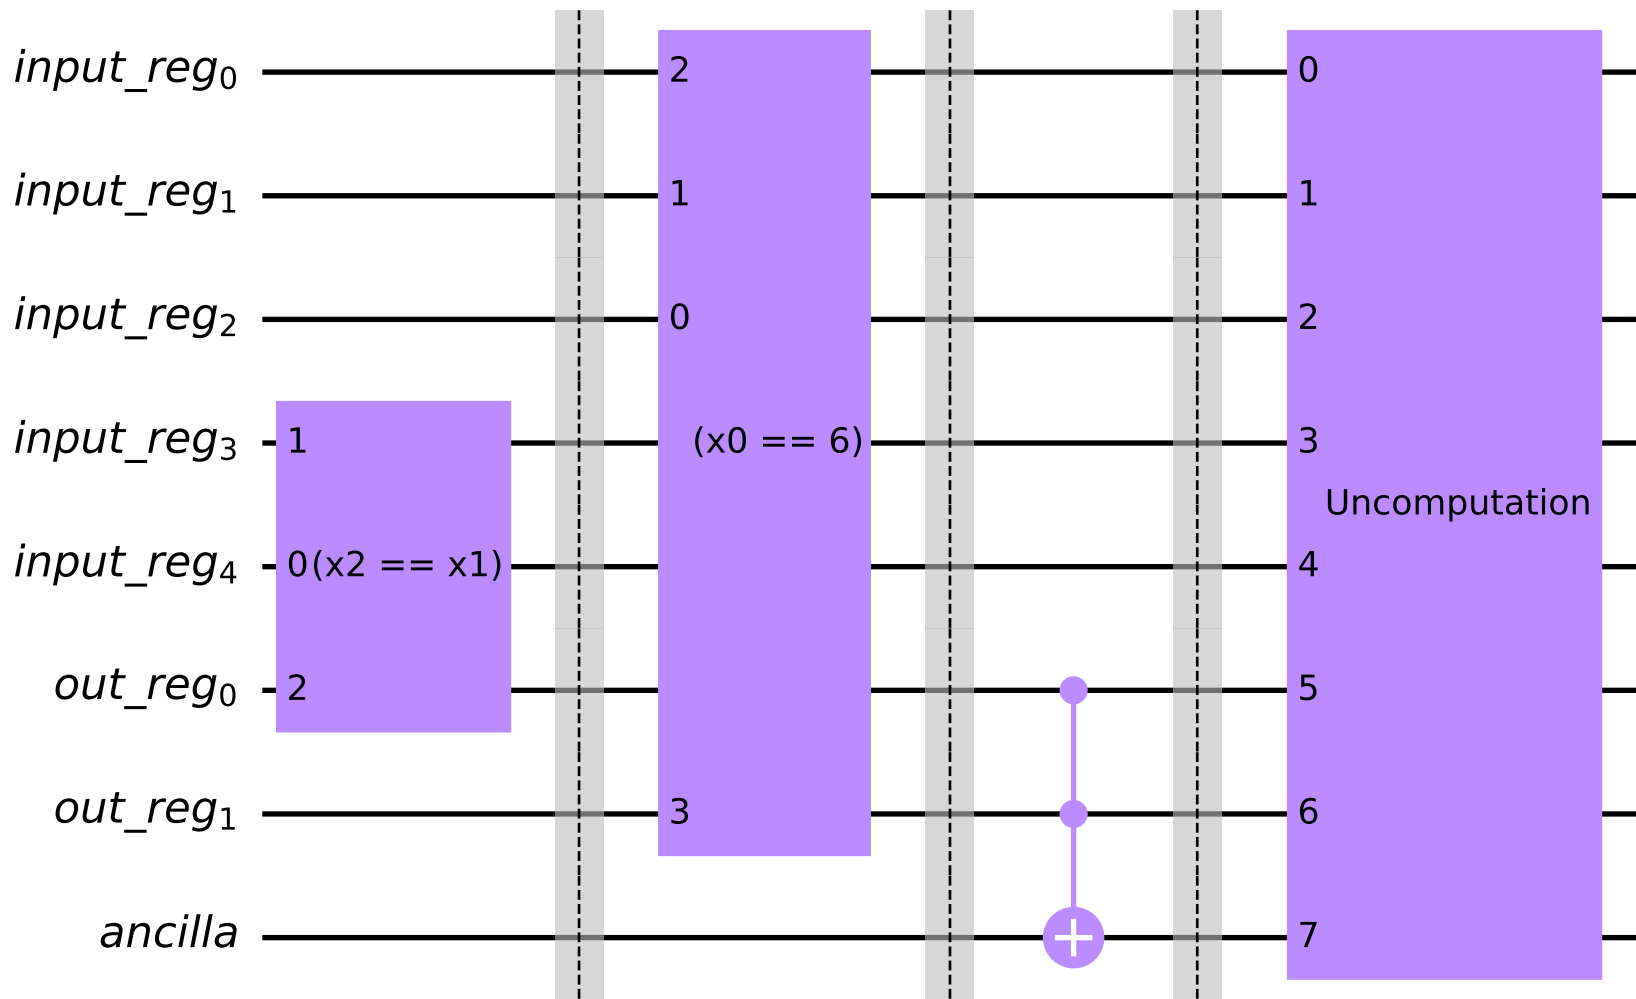 input_reg₀ 2 0
input_reg₁ 1 1
input_reg₂ 0 2
input_reg₃ 1 (x0 == 6) 3
Uncomputation
input_reg₄ 0 (x2 == x1) 4
out_reg₀ 2 5
out_reg₁ 3 6
ancilla 7